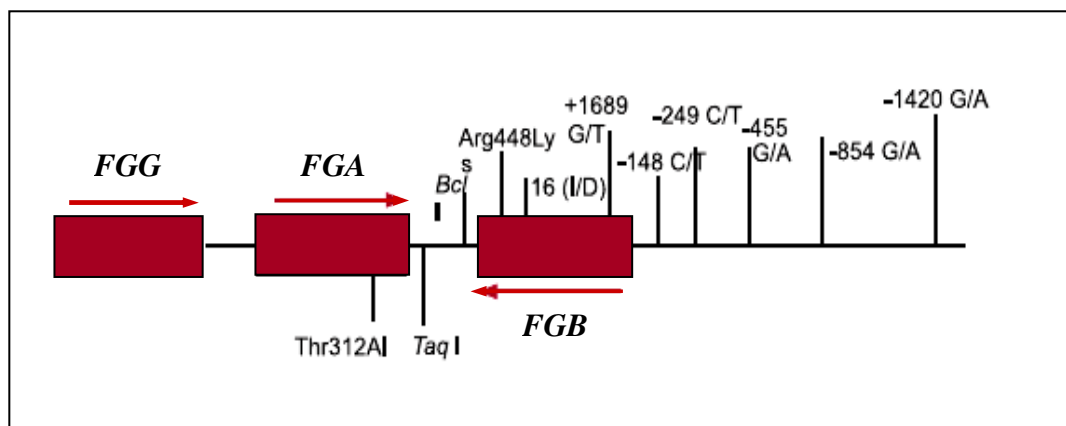 FGG
FGA
Bcl
I
Arg448Ly
s
16 (I/D)
+1689
G/T
-148 C/T
-249 C/T
-455
G/A
-854 G/A
-1420 G/A
Thr312Al
Taq I
FGB